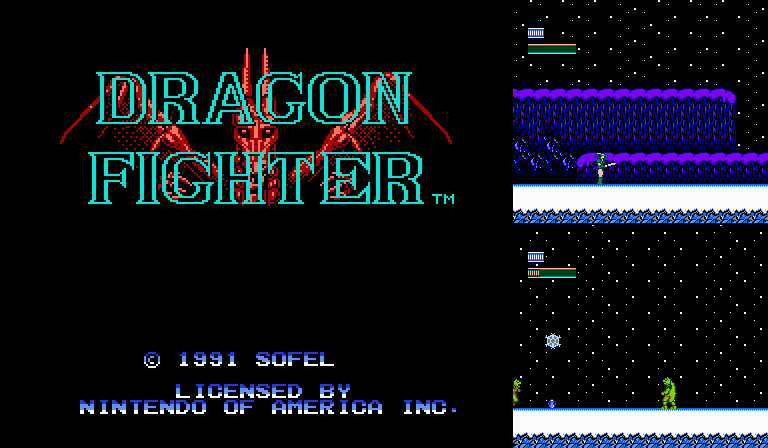 DRAGON
FIGHTER™
© 1991 SOFEL
LICENSED BY
NINTENDO OF AMERICA INC.